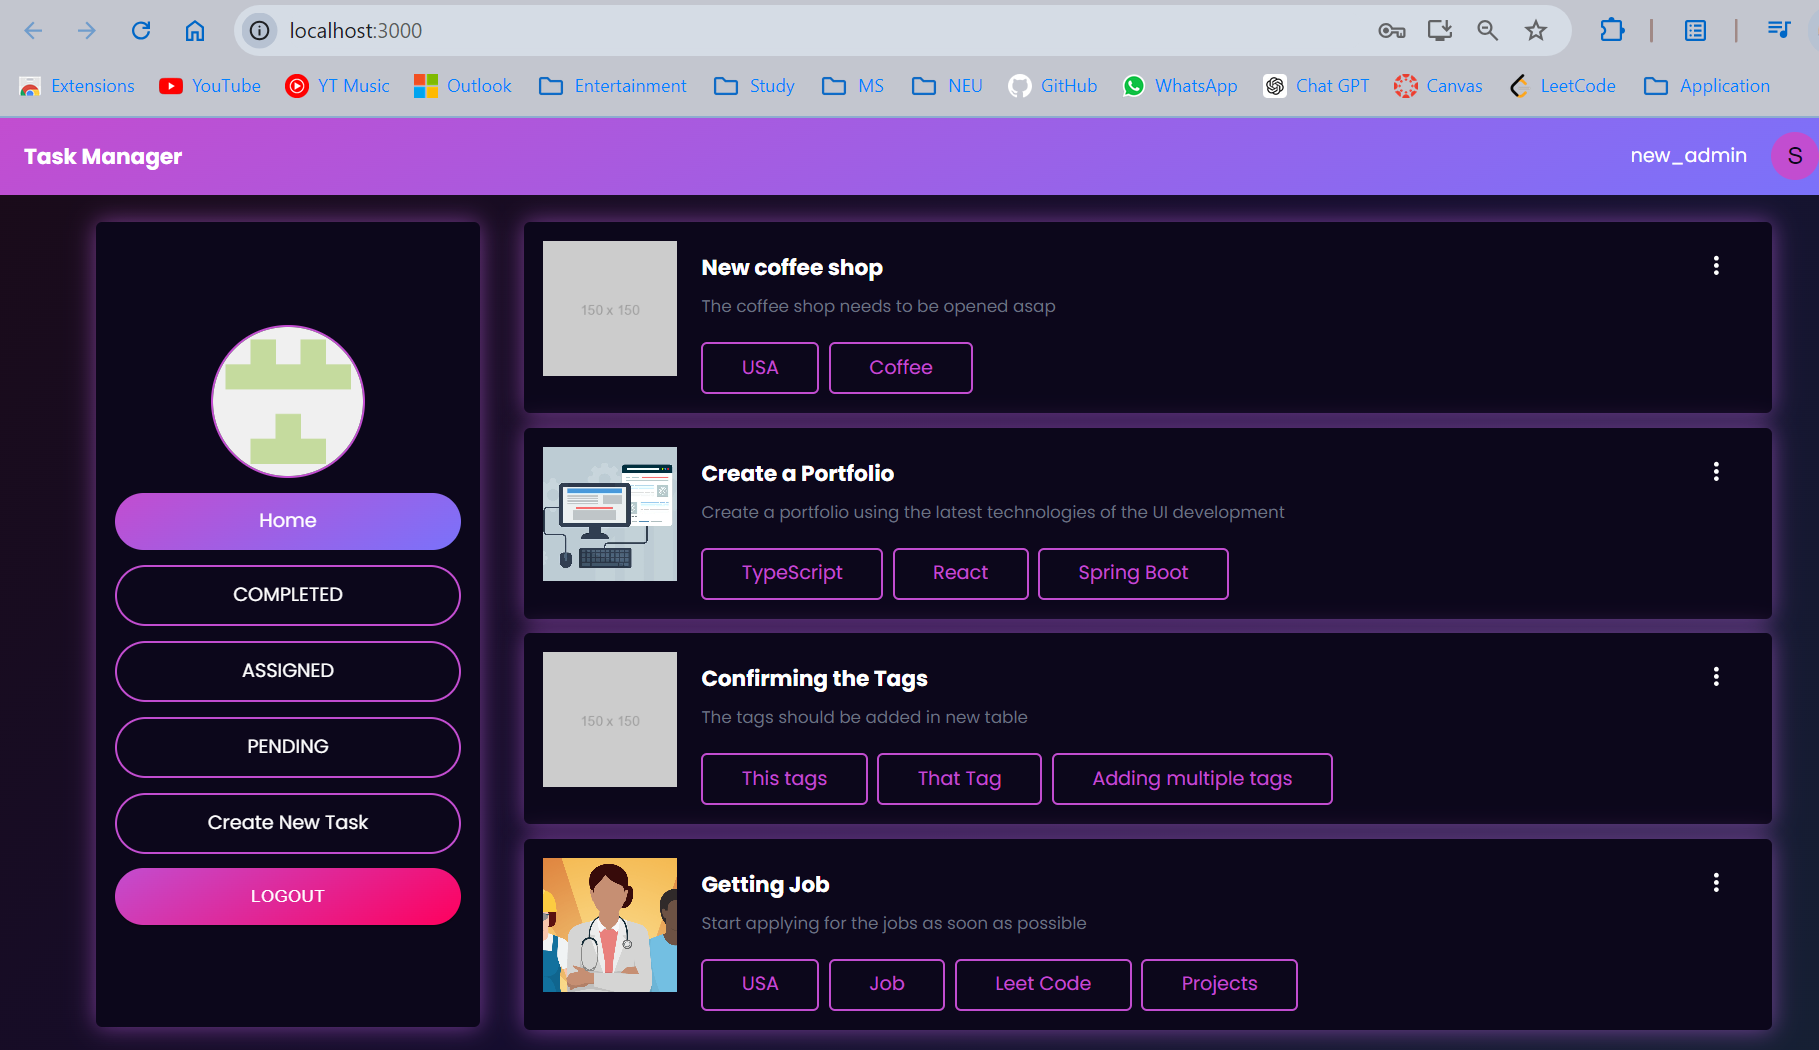 localhost:3000
Extensions YouTube YT Music Outlook Entertainment Study MS NEU GitHub WhatsApp Chat GPT Canvas LeetCode Application
Task Manager
new_admin S
Home
COMPLETED
ASSIGNED
PENDING
Create New Task
LOGOUT
150 x 150
New coffee shop
The coffee shop needs to be opened asap
USA Coffee
Create a Portfolio
Create a portfolio using the latest technologies of the UI development
TypeScript React Spring Boot
150 x 150
Confirming the Tags
The tags should be added in new table
This tags That Tag Adding multiple tags
Getting Job
Start applying for the jobs as soon as possible
USA Job Leet Code Projects